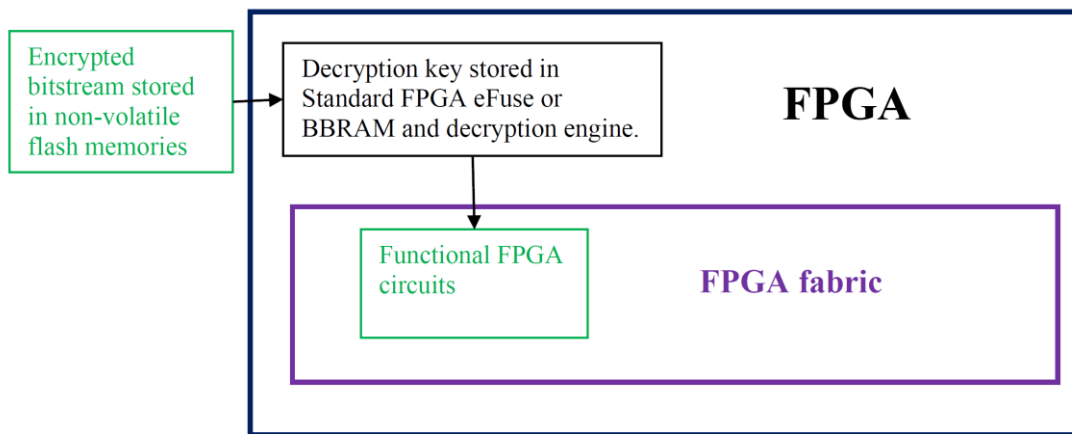 Encrypted
bitstream stored
in non-volatile
flash memories
Decryption key stored in
Standard FPGA eFuse or
BBRAM and decryption engine.
FPGA
Functional FPGA
circuits
FPGA fabric